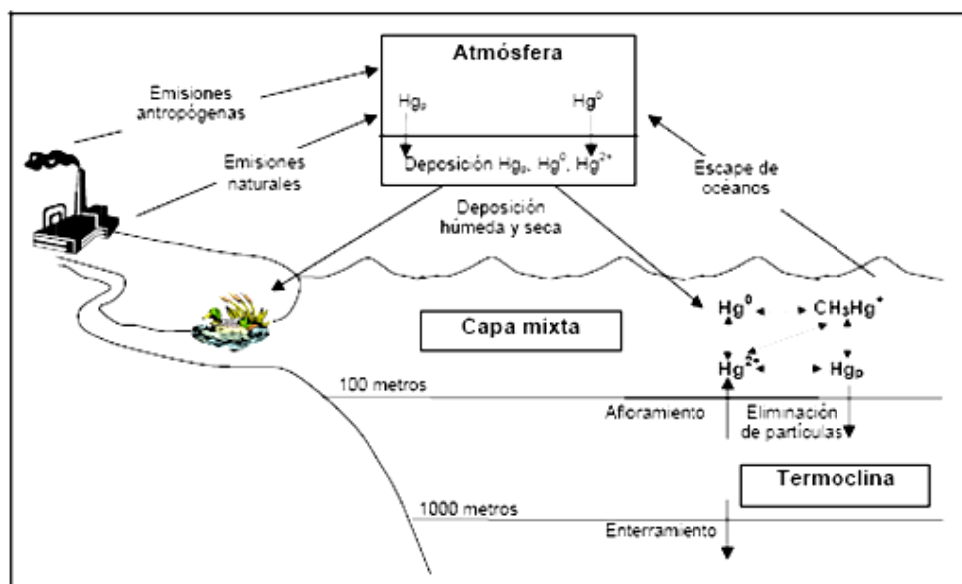 Atmósfera
Emisiones
antropógenas
Hgₚ
Hg⁰
Emisiones
naturales
Deposición Hgₚ, Hg⁰, Hg²⁺
Escape de
océanos
Deposición
húmeda y seca
Hg⁰
CH₃Hg⁺
Capa mixta
Hg²⁺
Hgₚ
100 metros
Afloramiento
Eliminación
de partículas
Termoclina
1000 metros
Enterramiento